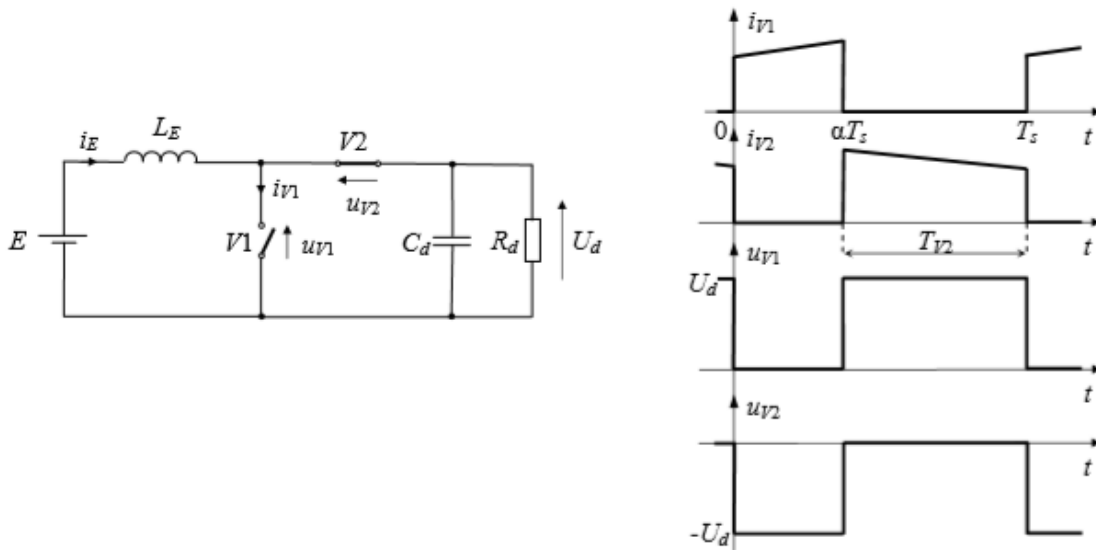 L_E
V2
i_E
i_V1
u_V2
E
V1
u_V1
C_d
R_d
U_d
i_V1
0
αT_s
T_s
t
i_V2
T_V2
t
u_V1
U_d
t
u_V2
t
-U_d